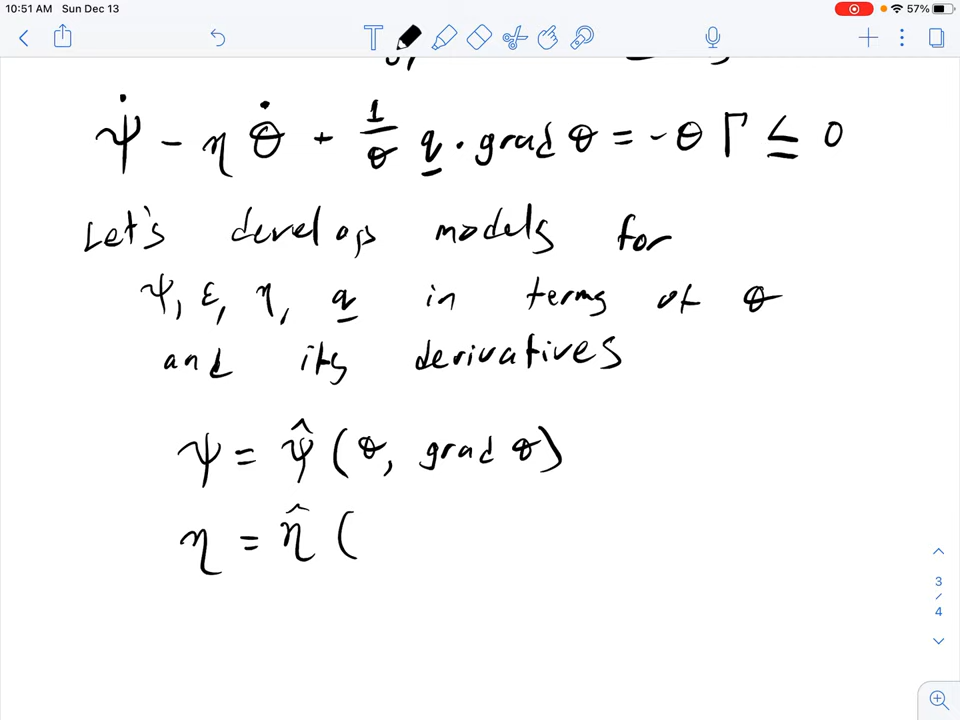 10:51 AM Sun Dec 13
57%
ψ̇ − η θ̇ + 1/θ q · grad θ = −θ Γ ≤ 0
Let's develop models for
ψ, ε, η, q in terms of θ
and its derivatives
ψ = ψ̂ (θ, grad θ)
η = η̂ (
3
/
4